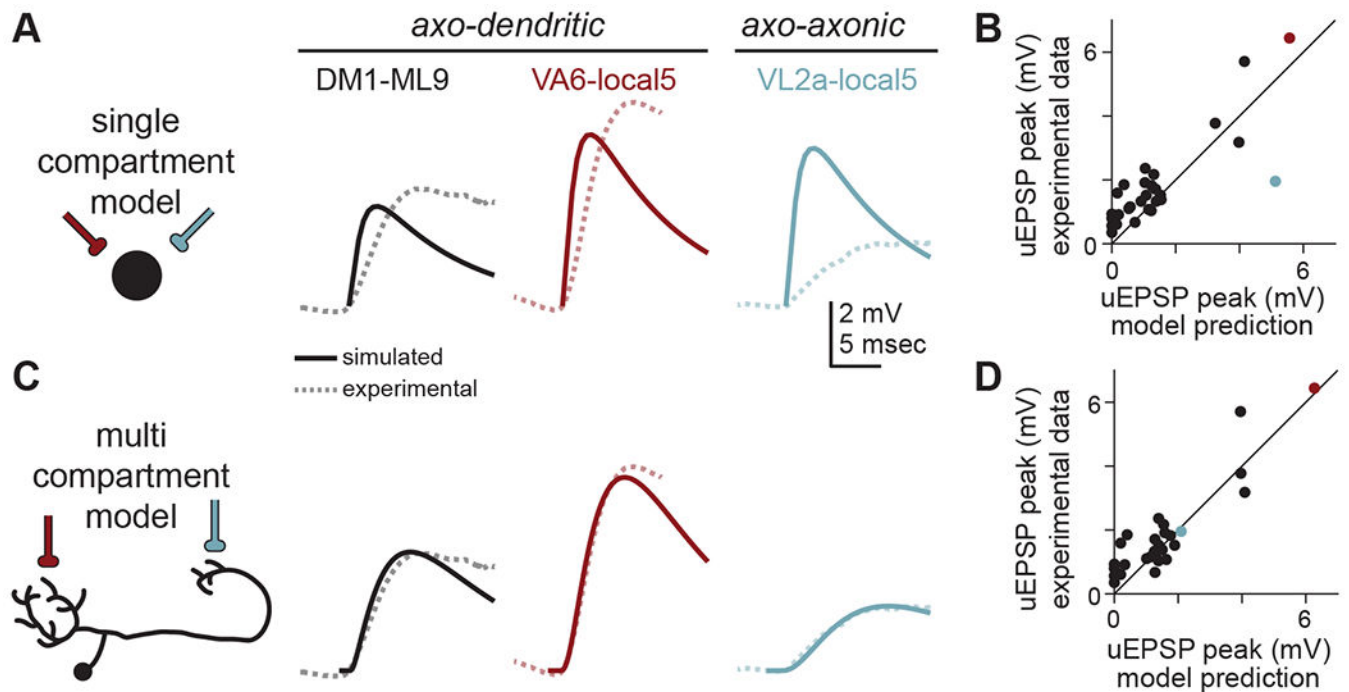 A
axo-dendritic
axo-axonic
DM1-ML9
VA6-local5
VL2a-local5
single
compartment
model
2 mV
5 msec
simulated
experimental
B
uEPSP peak (mV)
experimental data
6
0
0
6
uEPSP peak (mV)
model prediction
C
multi
compartment
model
D
uEPSP peak (mV)
experimental data
6
0
0
6
uEPSP peak (mV)
model prediction